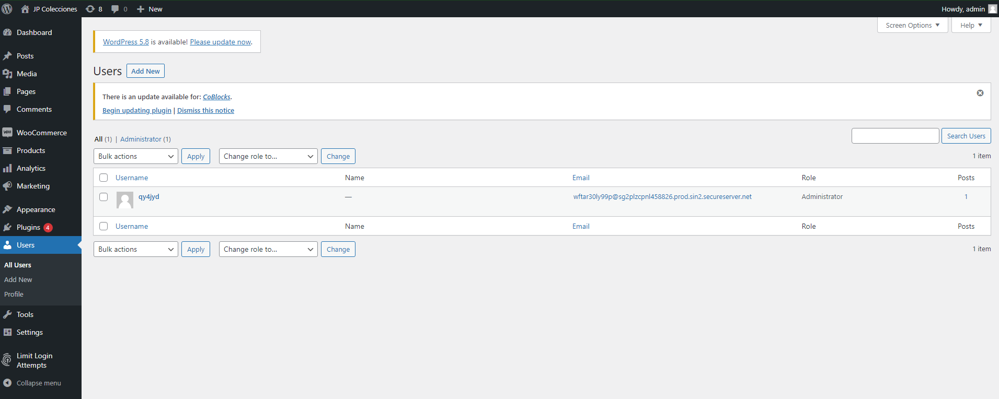 JP Colecciones 8 0 New Howdy, admin
Screen Options Help
Dashboard
Posts
Media
Pages
Comments
WooCommerce
Products
Analytics
Marketing
Appearance
Plugins 4
Users
All Users
Add New
Profile
Tools
Settings
Limit Login
Attempts
Collapse menu
WordPress 5.8 is available! Please update now.
Users Add New
There is an update available for: CoBlocks.
Begin updating plugin | Dismiss this notice
All (1) | Administrator (1)
Search Users
Bulk actions Apply Change role to... Change 1 item
Username Name Email Role Posts
qy4jyd — wftar30ly99p@sg2plzcpnl458826.prod.sin2.secureserver.net Administrator 1
Username Name Email Role Posts
Bulk actions Apply Change role to... Change 1 item